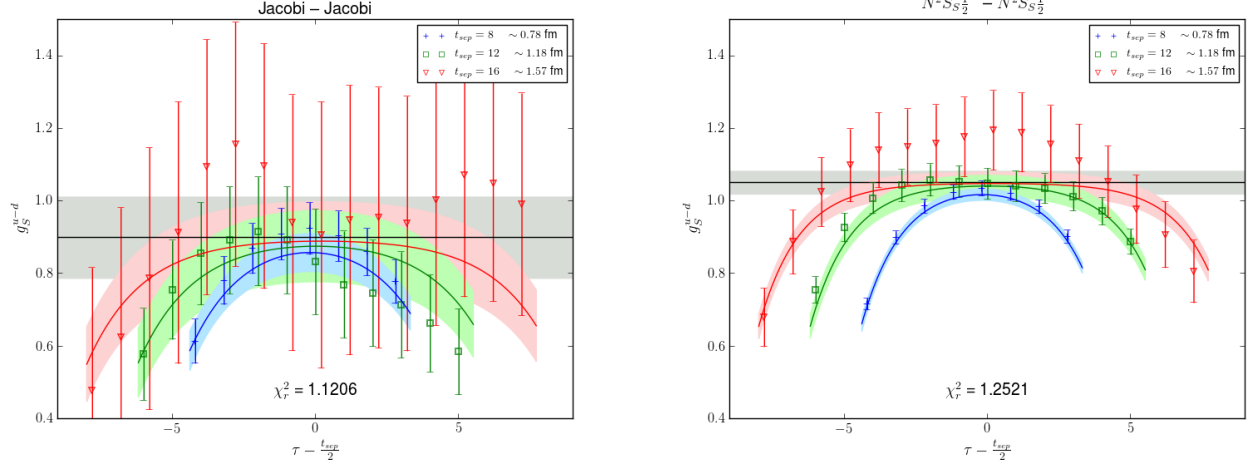 Jacobi – Jacobi
t_sep = 8 ∼ 0.78 fm
t_sep = 12 ∼ 1.18 fm
t_sep = 16 ∼ 1.57 fm
1.4
1.2
1.0
0.8
0.6
0.4
g_S^{u−d}
χ_r^2 = 1.1206
−5 0 5
τ − t_sep/2
t_sep = 8 ∼ 0.78 fm
t_sep = 12 ∼ 1.18 fm
t_sep = 16 ∼ 1.57 fm
1.4
1.2
1.0
0.8
0.6
0.4
g_S^{u−d}
χ_r^2 = 1.2521
−5 0 5
τ − t_sep/2